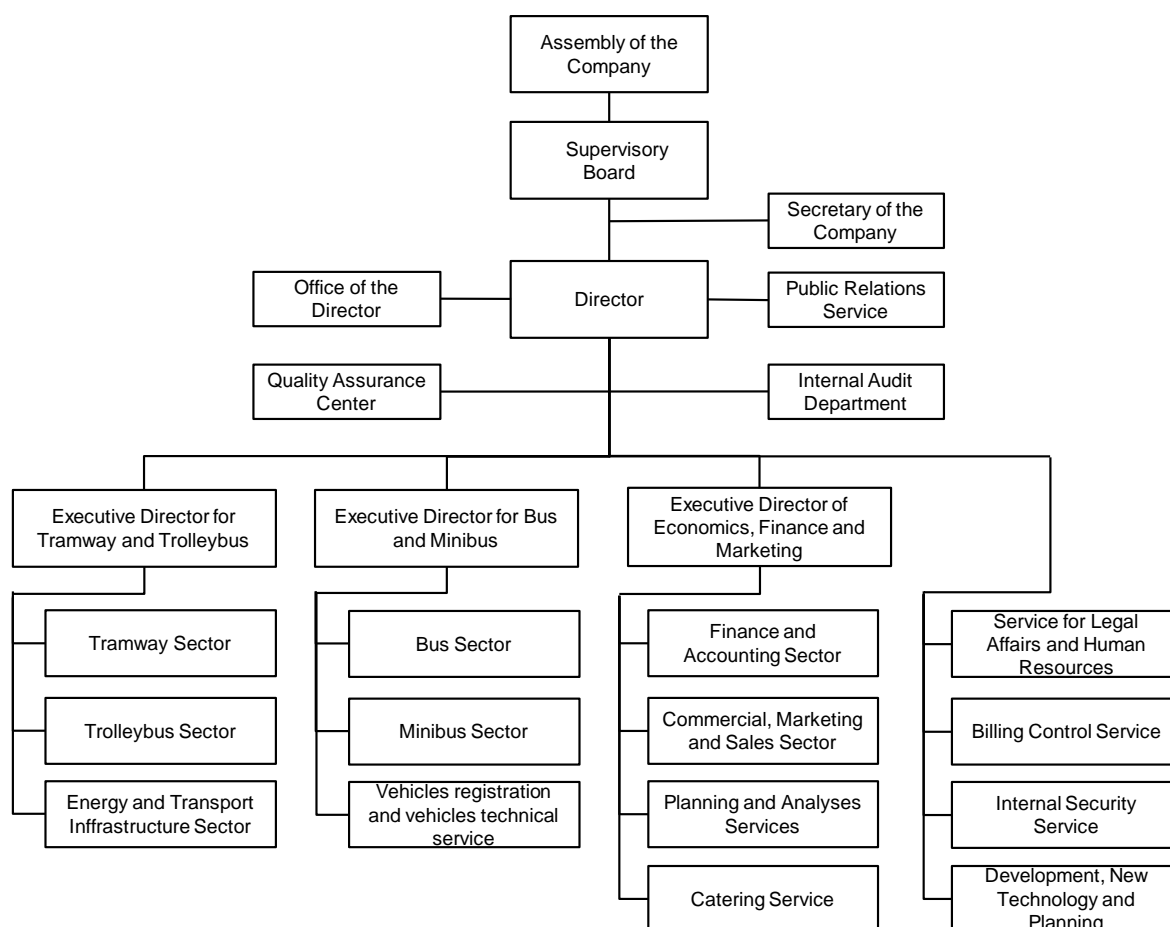 Assembly of the
Company
Supervisory
Board
Secretary of the
Company
Office of the
Director
Director
Public Relations
Service
Quality Assurance
Center
Internal Audit
Department
Executive Director for
Tramway and Trolleybus
Executive Director for Bus
and Minibus
Executive Director of
Economics, Finance and
Marketing
Tramway Sector
Trolleybus Sector
Energy and Transport
Inffrastructure Sector
Bus Sector
Minibus Sector
Vehicles registration
and vehicles technical
service
Finance and
Accounting Sector
Commercial, Marketing
and Sales Sector
Planning and Analyses
Services
Catering Service
Service for Legal
Affairs and Human
Resources
Billing Control Service
Internal Security
Service
Development, New
Technology and
Planning